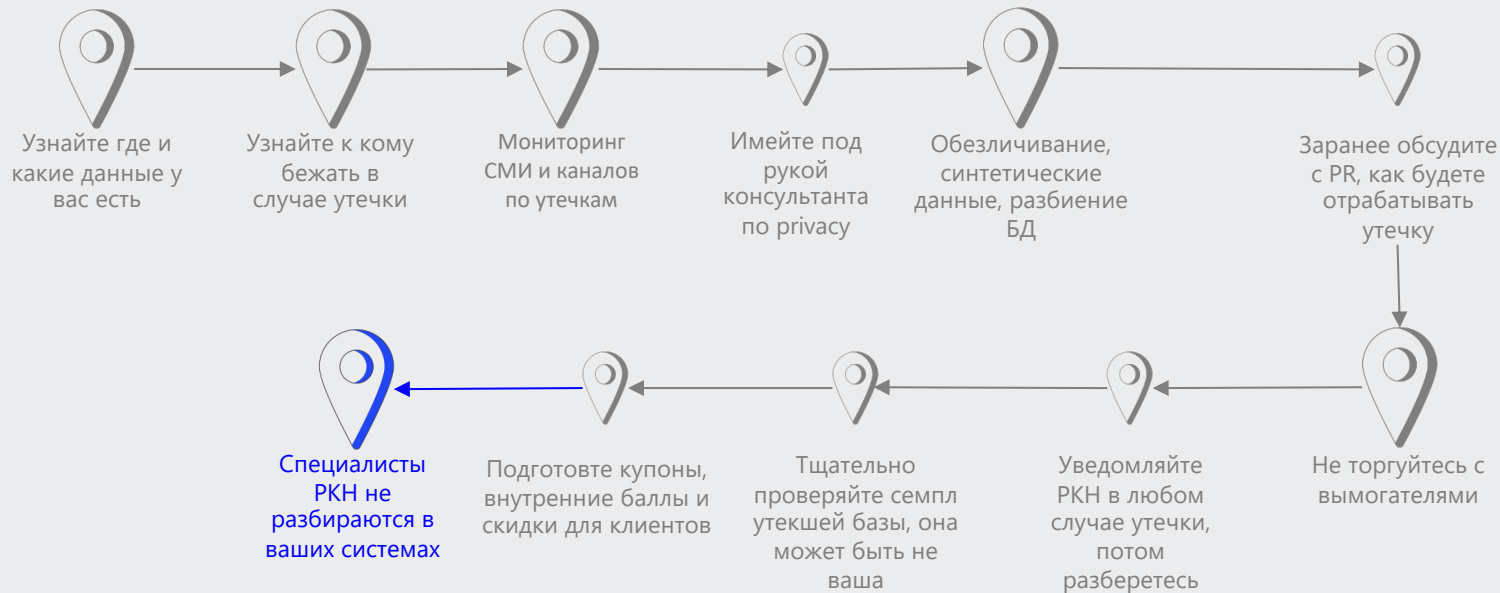 Узнайте где и
какие данные у
вас есть
Узнайте к кому
бежать в
случае утечки
Мониторинг
СМИ и каналов
по утечкам
Имейте под
рукой
консультанта
по privacy
Обезличивание,
синтетические
данные, разбиение
БД
Заранее обсудите
с PR, как будете
отрабатывать
утечку
Специалисты
РКН не
разбираются в
ваших системах
Подготовте купоны,
внутренние баллы и
скидки для клиентов
Тщательно
проверяйте семпл
утекшей базы, она
может быть не
ваша
Уведомляйте
РКН в любом
случае утечки,
потом
разберетесь
Не торгуйтесь с
вымогателями